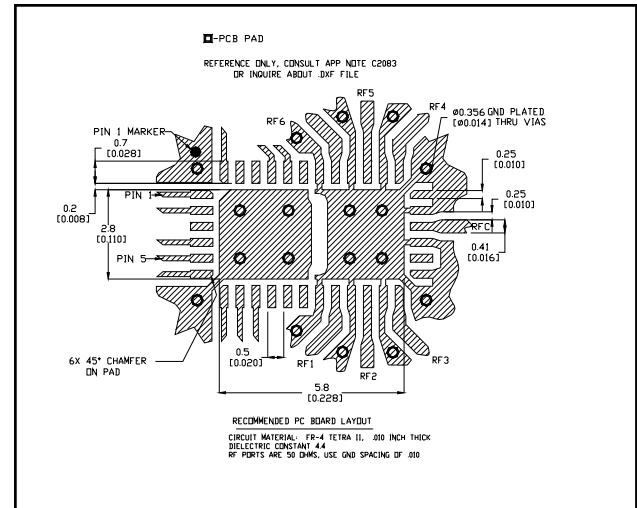 -PCB PAD
REFERENCE ONLY, CONSULT APP NOTE C2083
OR INQUIRE ABOUT .DXF FILE
RF5
RF6
RF4
Ø0.356 GND PLATED
[Ø0.014] THRU VIAS
PIN 1 MARKER
0.7
[0.028]
0.25
[0.010]
PIN 1
0.2
[0.008]
2.8
[0.110]
0.25
[0.010]
RFC
0.41
[0.016]
PIN 5
6X 45° CHAMFER
ON PAD
0.5
[0.020]
RF1
RF2
RF3
5.8
[0.228]
RECOMMENDED PC BOARD LAYOUT
CIRCUIT MATERIAL: FR-4 TETRA II, .010 INCH THICK
DIELECTRIC CONSTANT 4.4
RF PORTS ARE 50 OHMS, USE GND SPACING OF .010